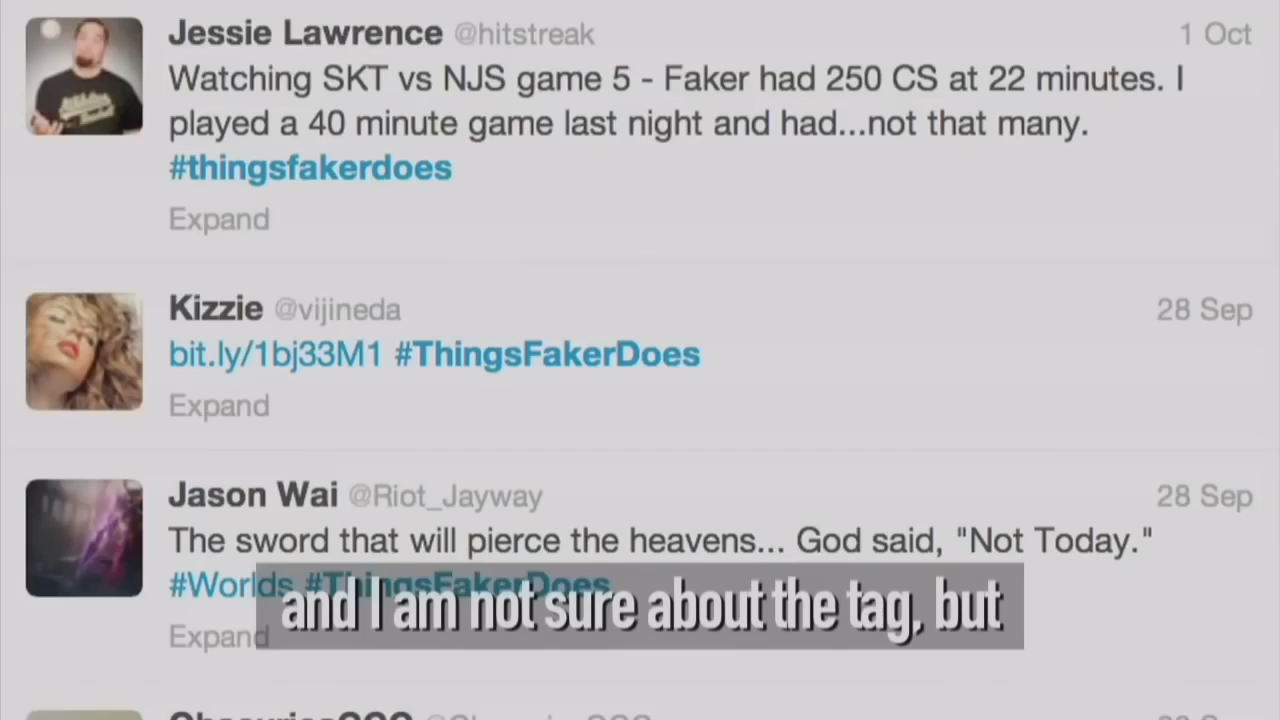 Jessie Lawrence @hitstreak 1 Oct
Watching SKT vs NJS game 5 - Faker had 250 CS at 22 minutes. I
played a 40 minute game last night and had...not that many.
#thingsfakerdoes
Expand
Kizzie @vijineda 28 Sep
bit.ly/1bj33M1 #ThingsFakerDoes
Expand
Jason Wai @Riot_Jayway 28 Sep
The sword that will pierce the heavens... God said, "Not Today."
#Worlds #ThingsFakerDoes
and I am not sure about the tag, but
Expand